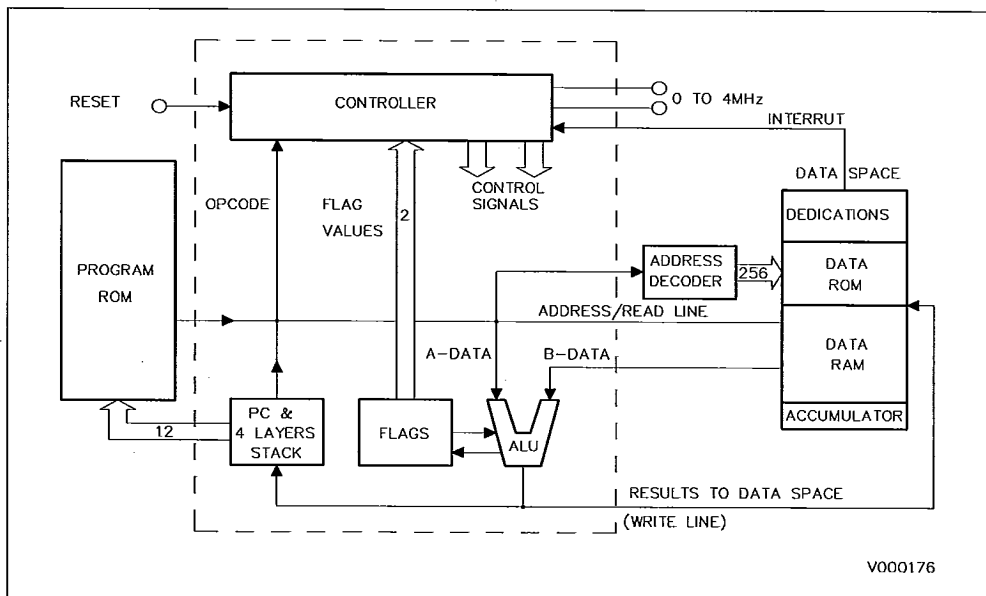 RESET
CONTROLLER
0 TO 4MHz
INTERRUT
OPCODE
FLAG
VALUES
2
CONTROL
SIGNALS
DATA SPACE
DEDICATIONS
PROGRAM
ROM
ADDRESS
DECODER
256
DATA
ROM
ADDRESS/READ LINE
A-DATA
B-DATA
DATA
RAM
ACCUMULATOR
12
PC &
4 LAYERS
STACK
FLAGS
ALU
RESULTS TO DATA SPACE
(WRITE LINE)
V000176